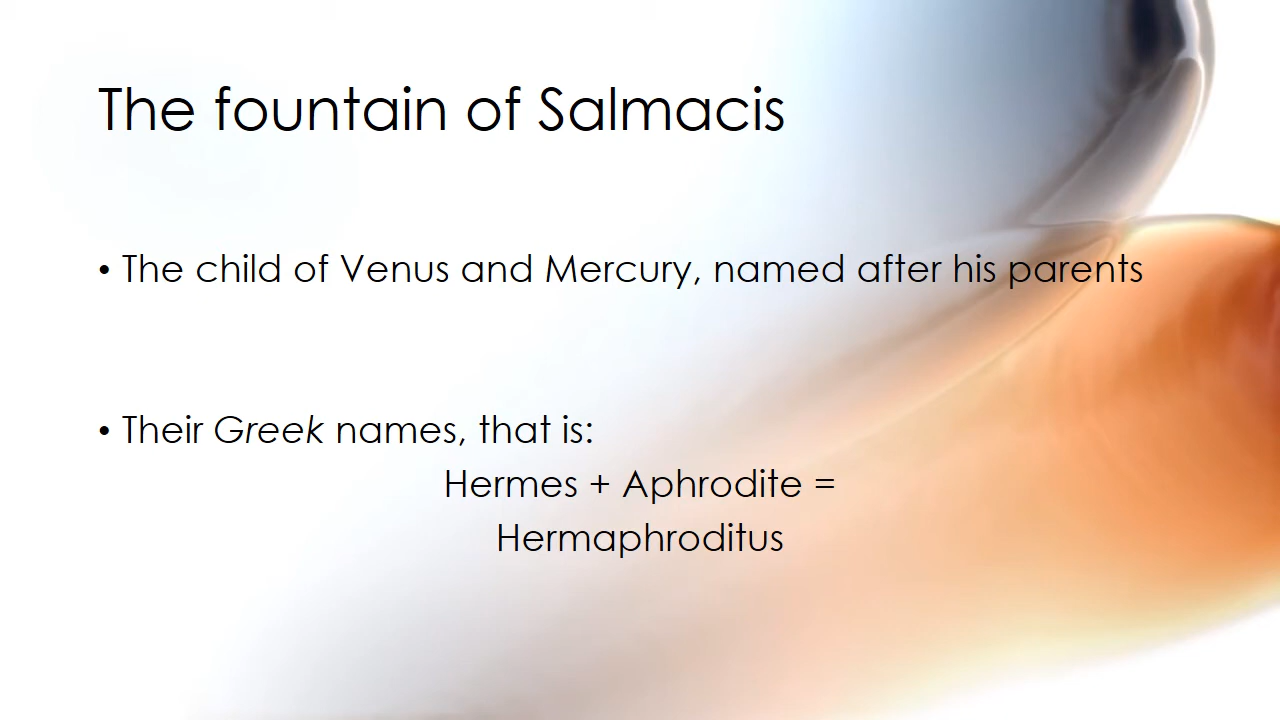 The fountain of Salmacis
• The child of Venus and Mercury, named after his parents
• Their Greek names, that is:
Hermes + Aphrodite =
Hermaphroditus